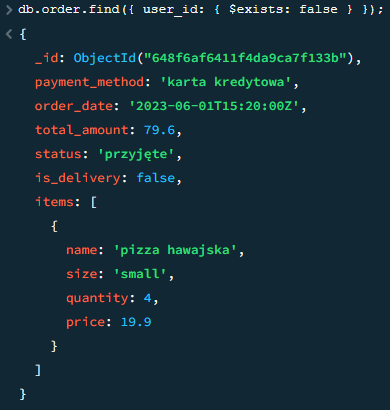 > db.order.find({ user_id: { $exists: false } });
< {
_id: ObjectId("648f6af6411f4da9ca7f133b"),
payment_method: 'karta kredytowa',
order_date: '2023-06-01T15:20:00Z',
total_amount: 79.6,
status: 'przyjęte',
is_delivery: false,
items: [
{
name: 'pizza hawajska',
size: 'small',
quantity: 4,
price: 19.9
}
]
}